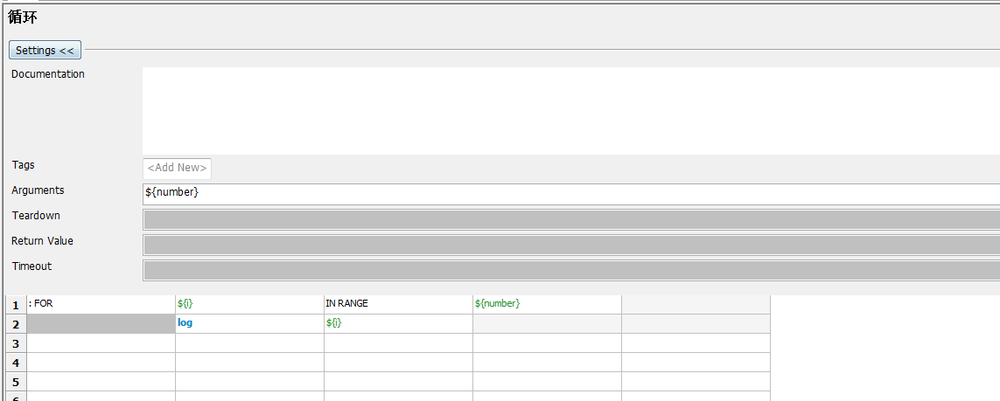 循环
Settings <<
Documentation
Tags <Add New>
Arguments ${number}
Teardown
Return Value
Timeout
1 : FOR ${i} IN RANGE ${number}
2 log ${i}
3
4
5
6